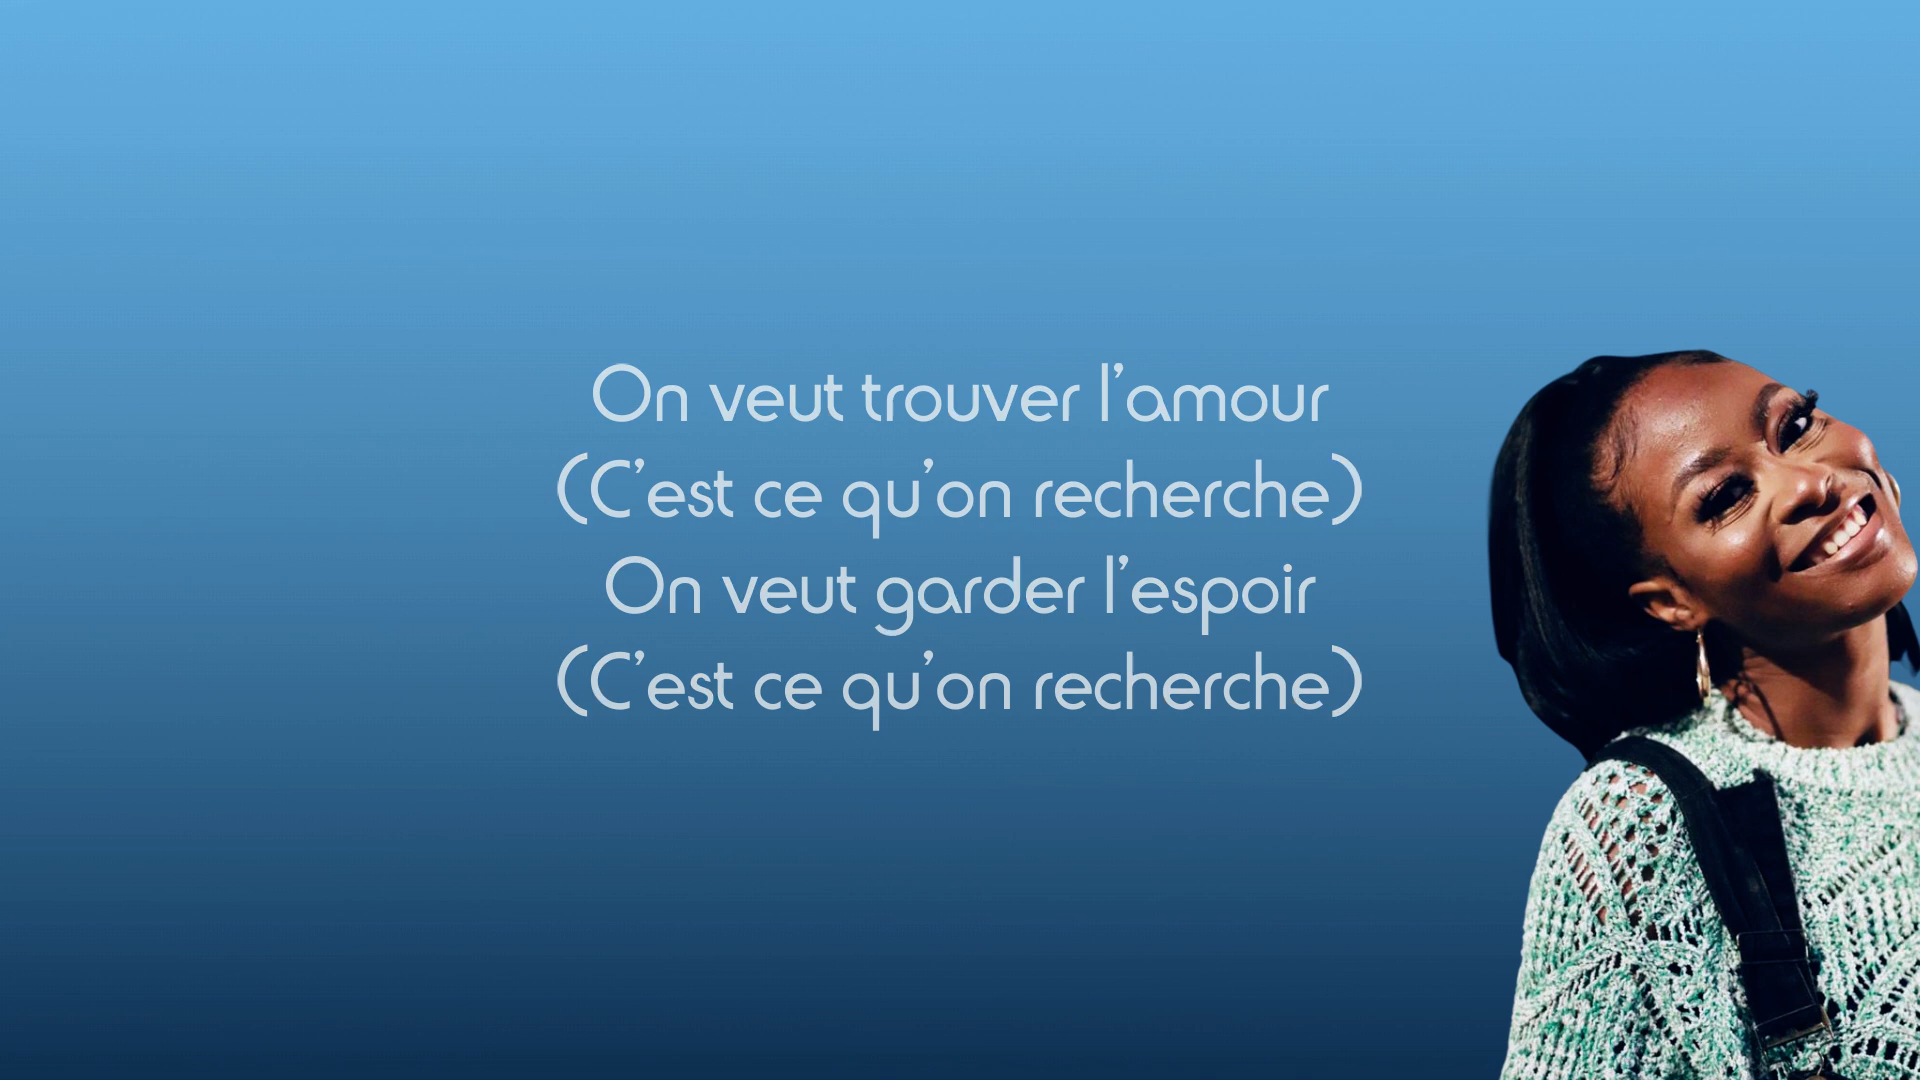 On veut trouver l'amour
(C'est ce qu'on recherche)
On veut garder l'espoir
(C'est ce qu'on recherche)